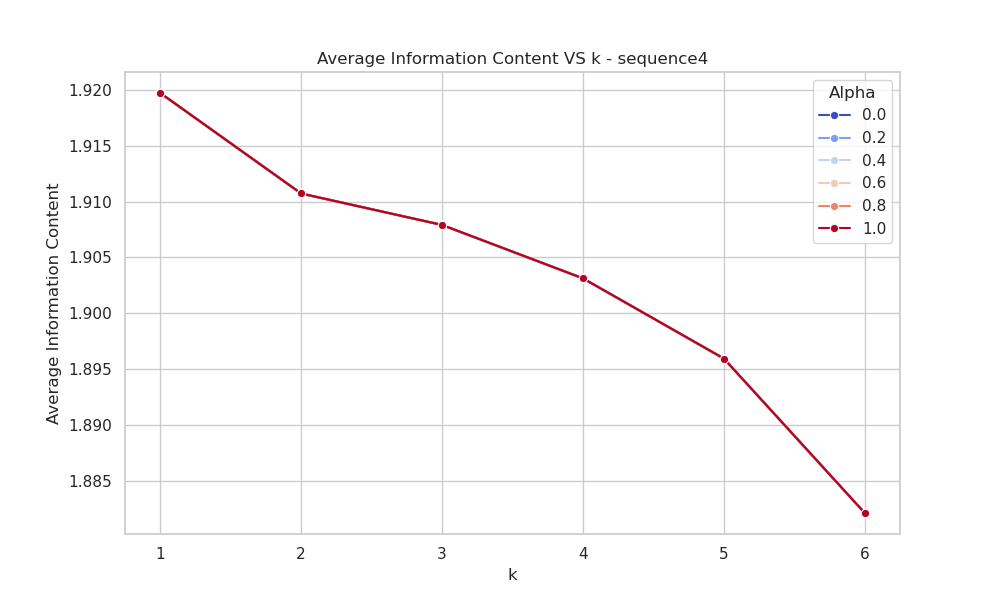 Average Information Content VS k - sequence4
Average Information Content
1.920
1.915
1.910
1.905
1.900
1.895
1.890
1.885
Alpha
0.0
0.2
0.4
0.6
0.8
1.0
1 2 3 4 5 6
k